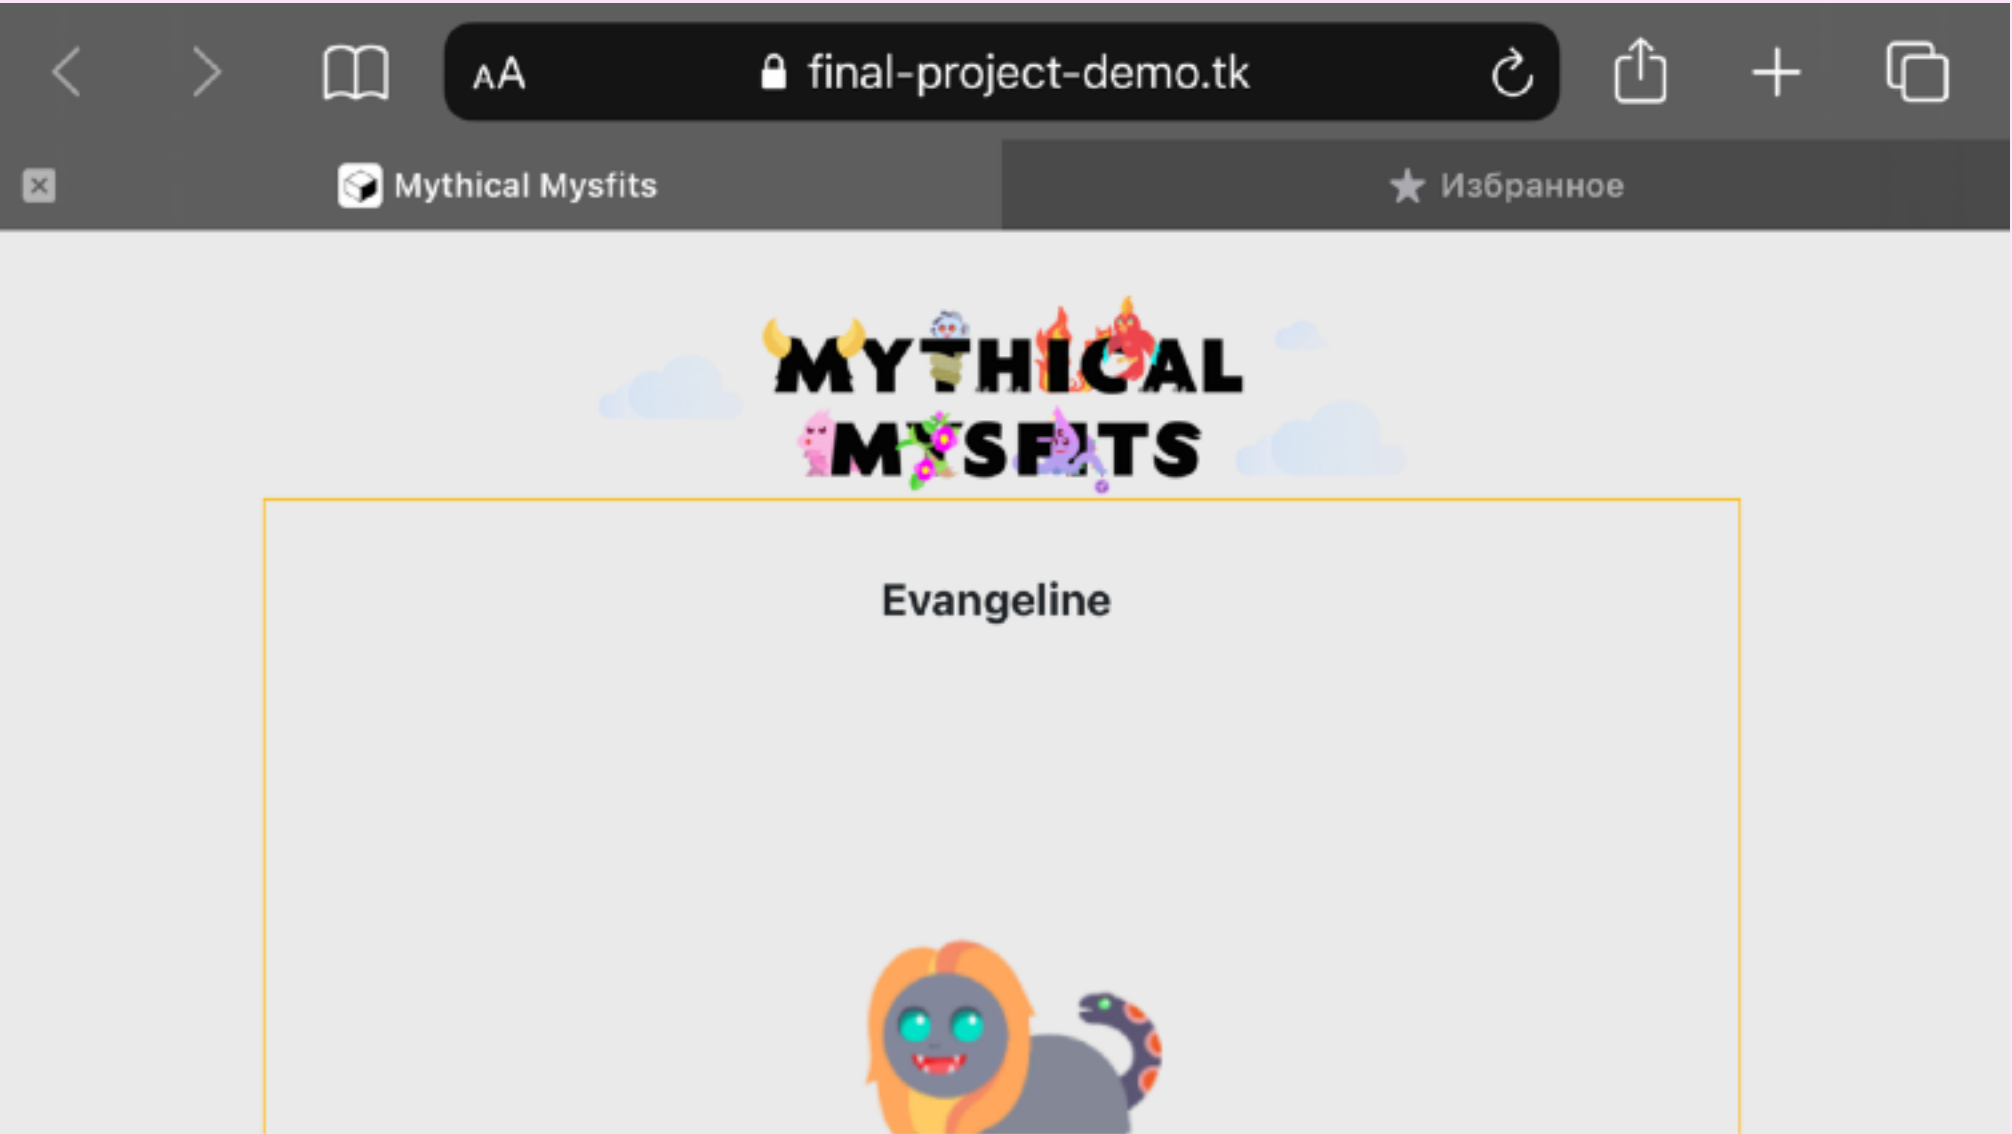 AA final-project-demo.tk
Mythical Mysfits
Избранное
MYTHICAL
MYSFITS
Evangeline